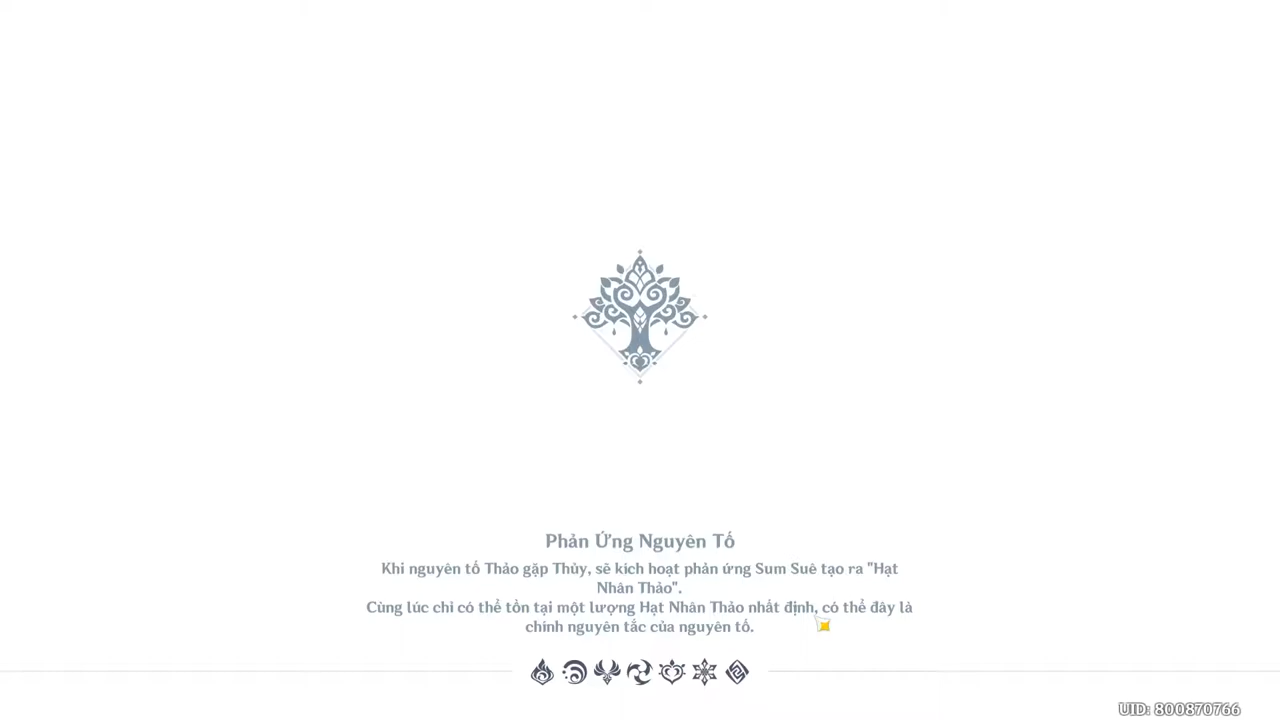 Phản Ứng Nguyên Tố
Khi nguyên tố Thảo gặp Thủy, sẽ kích hoạt phản ứng Sum Suê tạo ra "Hạt
Nhân Thảo".
Cùng lúc chỉ có thể tồn tại một lượng Hạt Nhân Thảo nhất định, có thể đây là
chính nguyên tắc của nguyên tố.
UID: 800870766